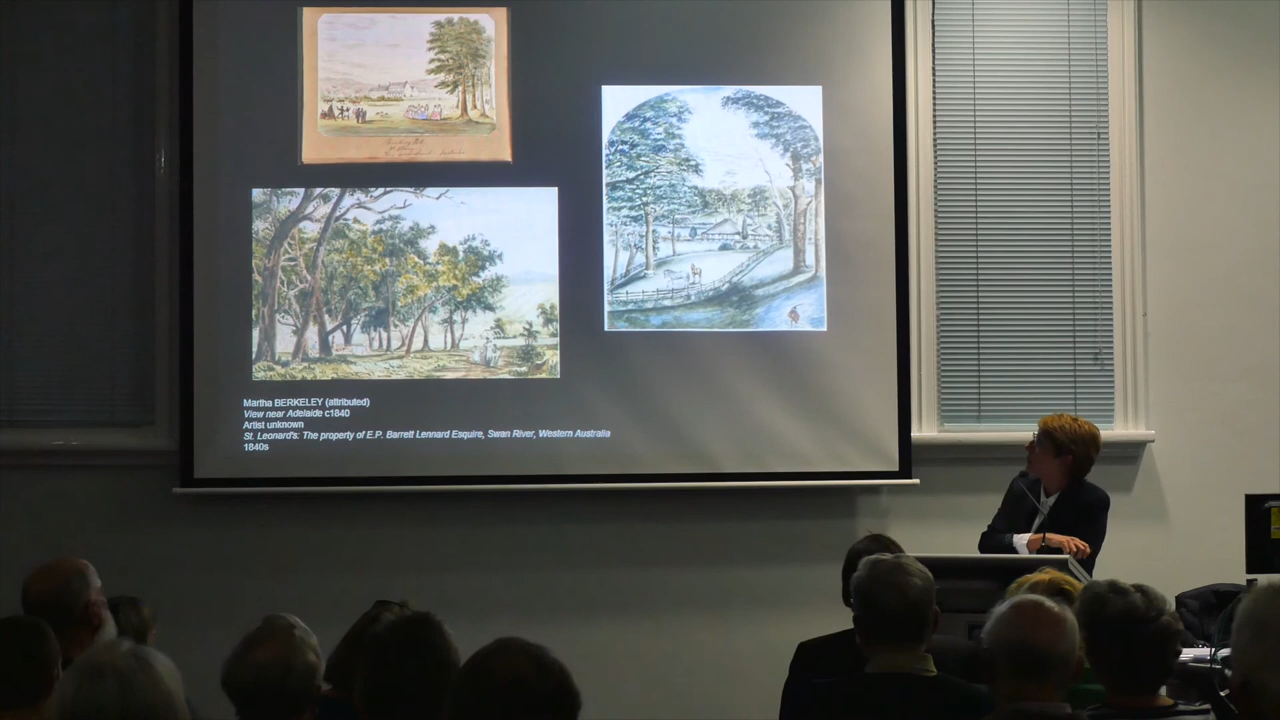 Martha BERKELEY (attributed)
View near Adelaide c1840
Artist unknown
St. Leonard's: The property of E.P. Barrett Lennard Esquire, Swan River, Western Australia
1840s